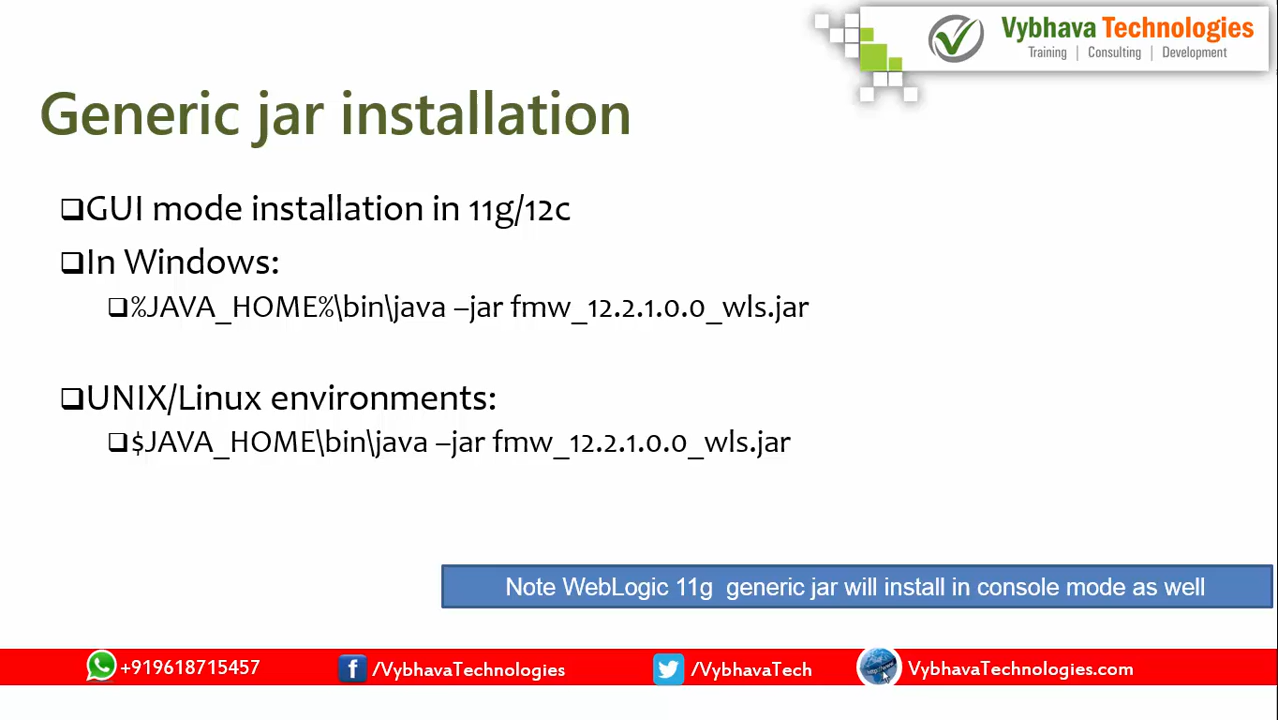 Vybhava Technologies
Training | Consulting | Development
Generic jar installation
❑GUI mode installation in 11g/12c
❑In Windows:
❑%JAVA_HOME%\bin\java –jar fmw_12.2.1.0.0_wls.jar
❑UNIX/Linux environments:
❑$JAVA_HOME\bin\java –jar fmw_12.2.1.0.0_wls.jar
Note WebLogic 11g  generic jar will install in console mode as well
+919618715457 /VybhavaTechnologies /VybhavaTech VybhavaTechnologies.com